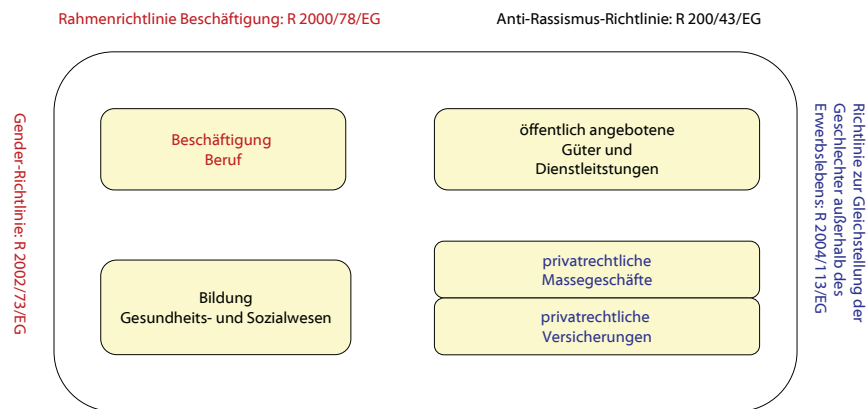 Rahmenrichtlinie Beschäftigung: R 2000/78/EG
Anti-Rassismus-Richtlinie: R 200/43/EG
Gender-Richtlinie: R 2002/73/EG
Beschäftigung
Beruf
öffentlich angebotene
Güter und
Dienstleitstungen
Bildung
Gesundheits- und Sozialwesen
privatrechtliche
Massegeschäfte
privatrechtliche
Versicherungen
Richtlinie zur Gleichstellung der
Geschlechter außerhalb des
Erwerbslebens: R 2004/113/EG